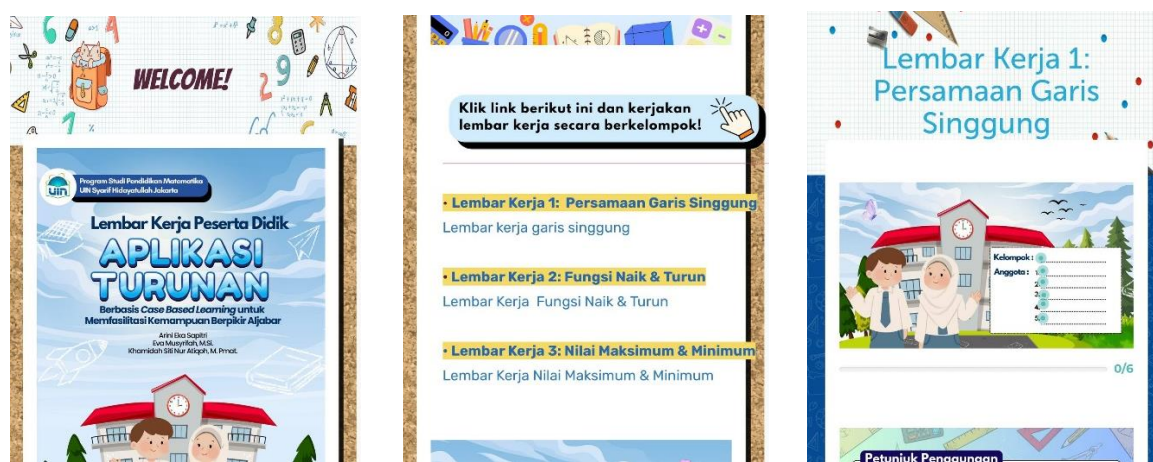 WELCOME!
Program Studi Pendidikan Matematika
UIN Syarif Hidayatullah Jakarta
UIN
Lembar Kerja Peserta Didik
APLIKASI
TURUNAN
Berbasis Case Based Learning untuk
Memfasilitasi Kemampuan Berpikir Aljabar
Arini Eka Sapitri
Eva Musyrifah, M.Si.
Khamidah Siti Nur Atiqoh, M. Pmat.
Klik link berikut ini dan kerjakan
lembar kerja secara berkelompok!
• Lembar Kerja 1: Persamaan Garis Singgung
Lembar kerja garis singgung
• Lembar Kerja 2: Fungsi Naik & Turun
Lembar Kerja Fungsi Naik & Turun
• Lembar Kerja 3: Nilai Maksimum & Minimum
Lembar Kerja Nilai Maksimum & Minimum
Lembar Kerja 1:
Persamaan Garis
Singgung
Kelompok :
Anggota : 1.
2.
3.
4.
5.
0/6
Petunjuk Penggunaan